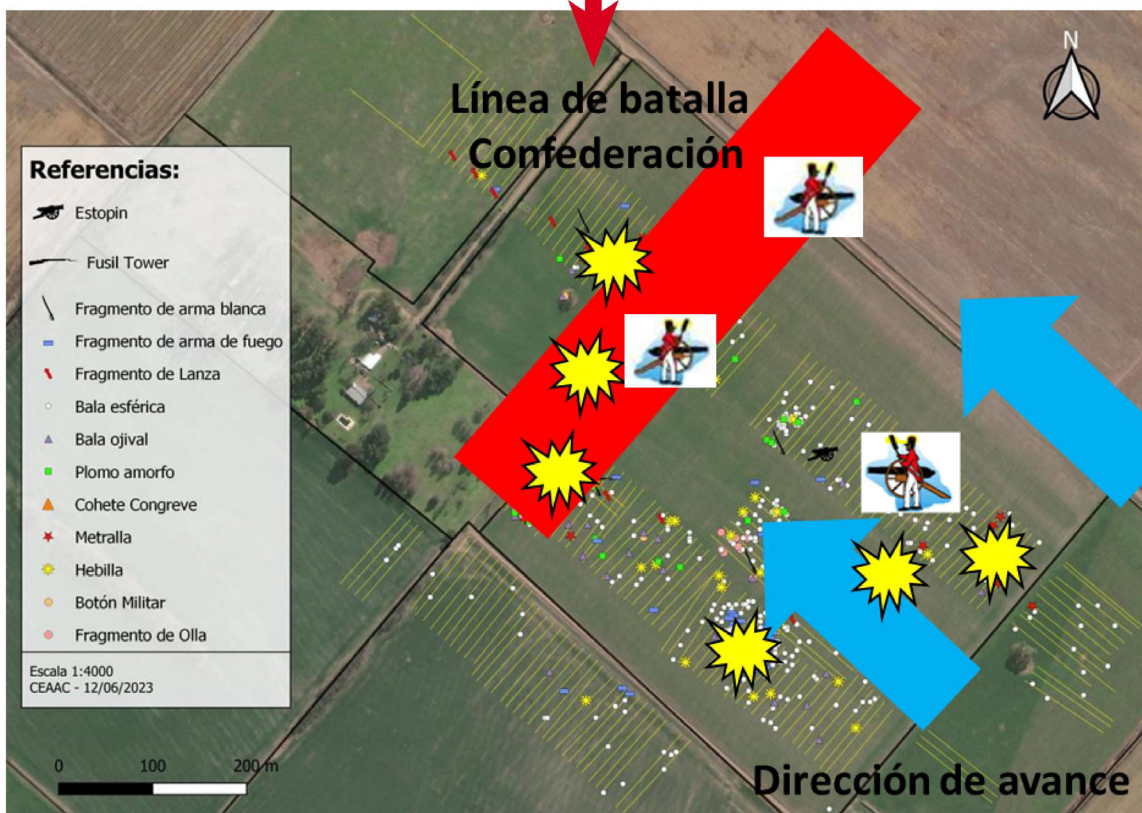 Línea de batalla
Confederación
N
Referencias:
Estopin
Fusil Tower
Fragmento de arma blanca
Fragmento de arma de fuego
Fragmento de Lanza
Bala esférica
Bala ojival
Plomo amorfo
Cohete Congreve
Metralla
Hebilla
Botón Militar
Fragmento de Olla
Escala 1:4000
CEAAC - 12/06/2023
0 100 200 m
Dirección de avance